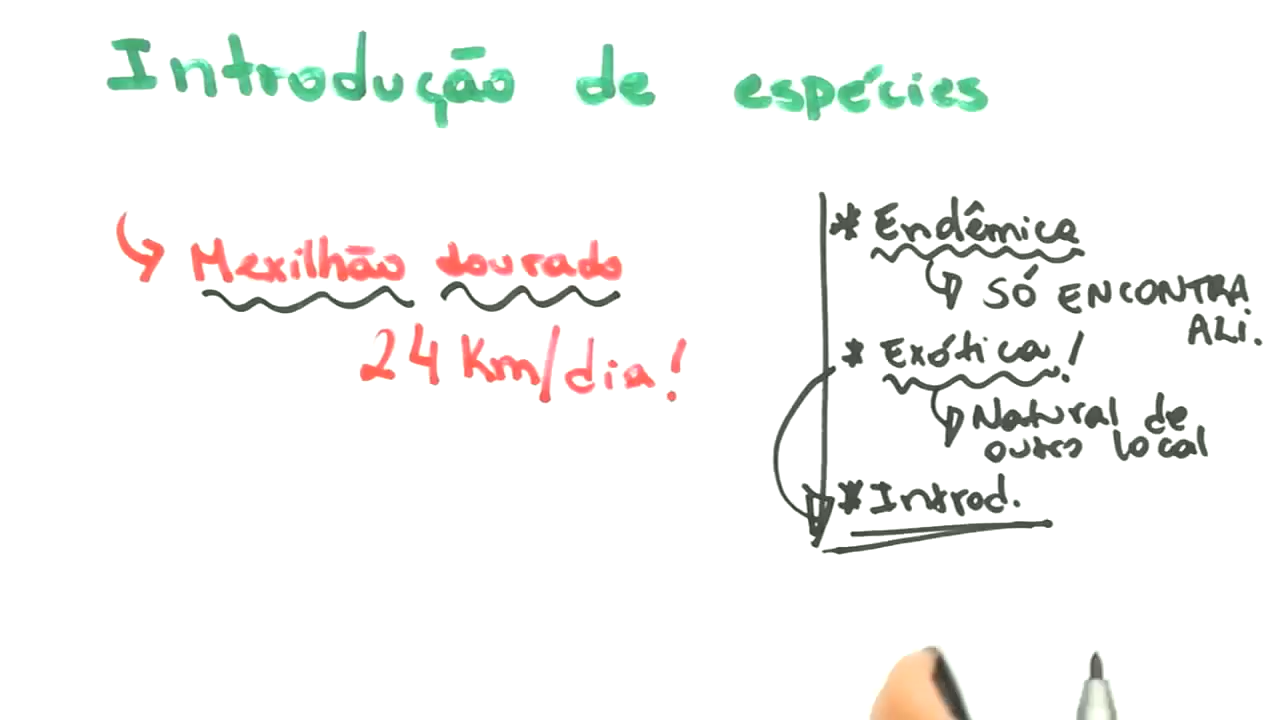 Introdução de espécies
Mexilhão dourado
24 Km/dia!
* Endêmica
SÓ ENCONTRA
ALI.
* Exótica!
Natural de
outro local
* Introd.